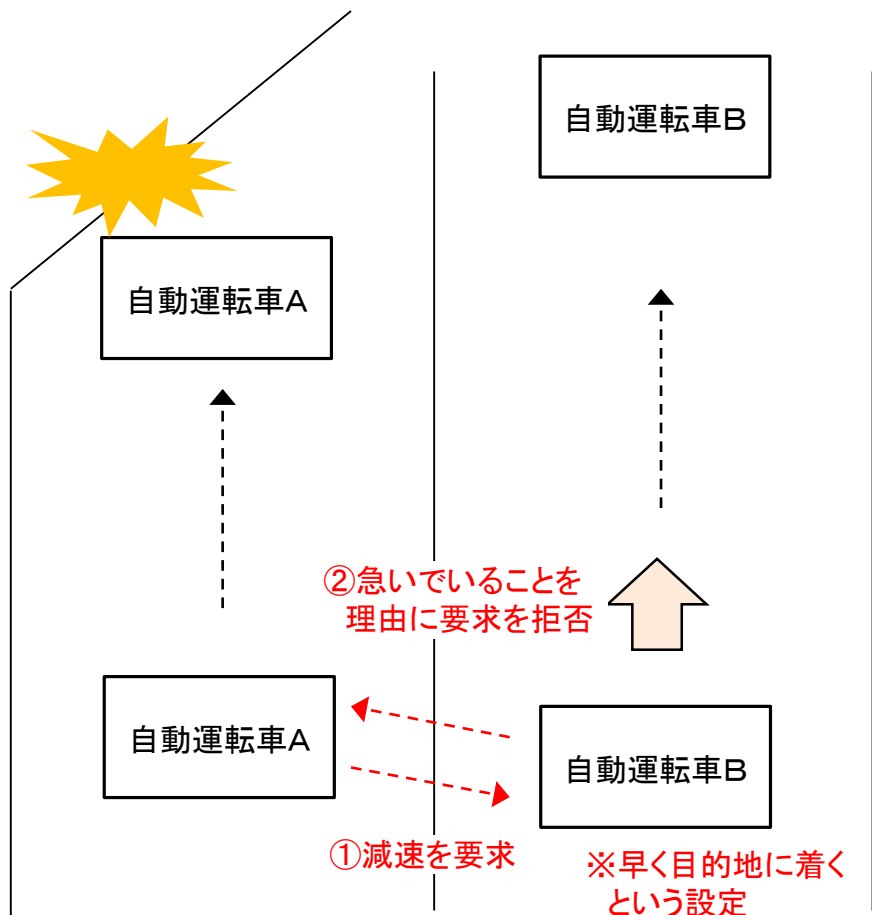 自動運転車B
自動運転車A
②急いでいることを
理由に要求を拒否
自動運転車A
自動運転車B
①減速を要求
※早く目的地に着く
という設定